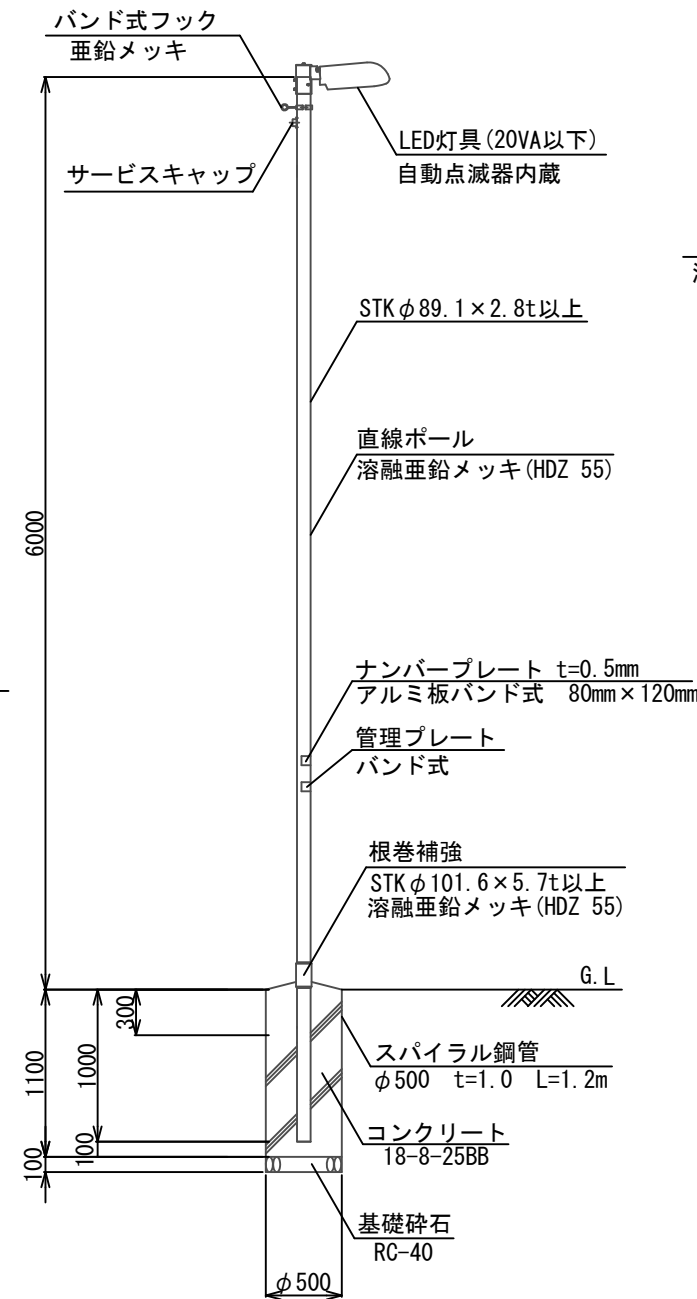 バンド式フック
亜鉛メッキ
LED灯具(20VA以下)
自動点滅器内蔵
サービスキャップ
STKφ89.1×2.8t以上
直線ポール
溶融亜鉛メッキ(HDZ 55)
6000
ナンバープレート t=0.5mm
アルミ板バンド式 80mm×120mm
管理プレート
バンド式
根巻補強
STKφ101.6×5.7t以上
溶融亜鉛メッキ(HDZ 55)
G.L
300
1000
1100
スパイラル鋼管
φ500 t=1.0 L=1.2m
コンクリート
18-8-25BB
100
100
基礎砕石
RC-40
φ500